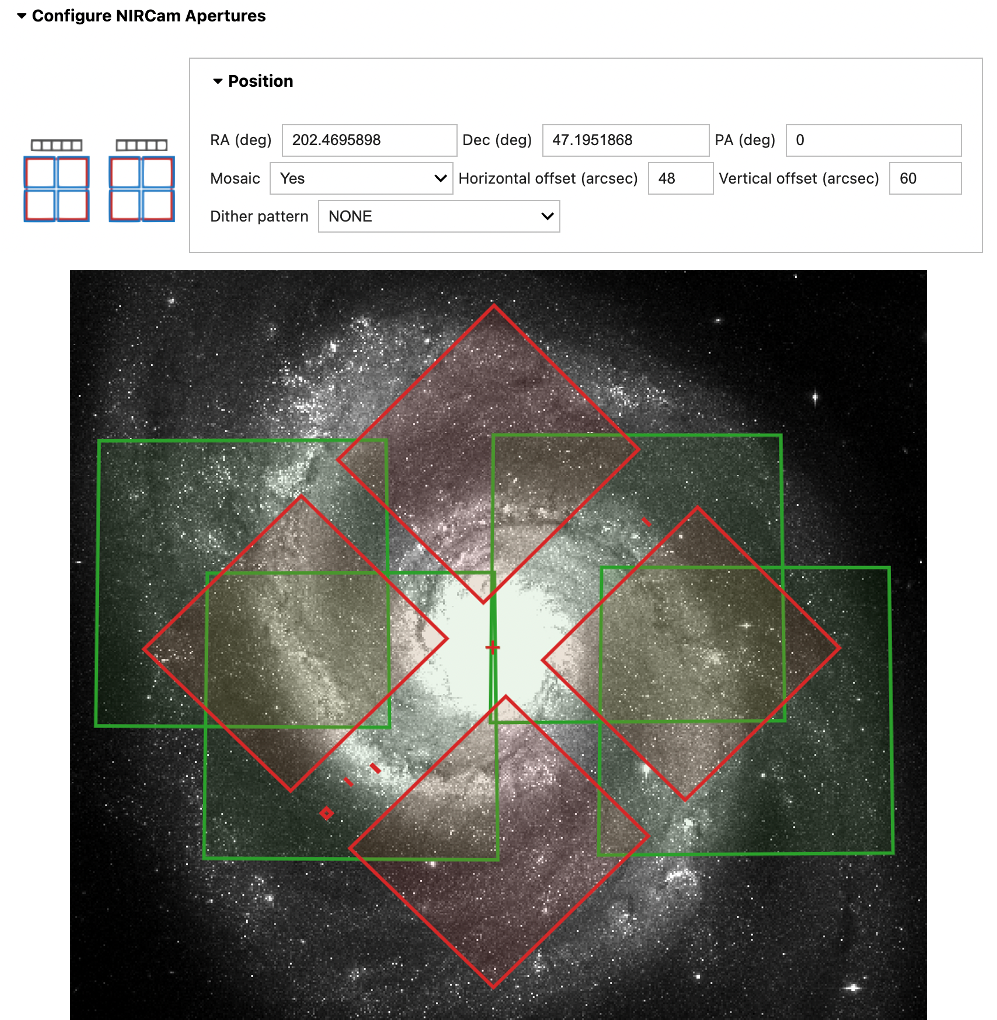 Configure NIRCam Apertures
Position
RA (deg) 202.4695898 Dec (deg) 47.1951868 PA (deg) 0
Mosaic Yes Horizontal offset (arcsec) 48 Vertical offset (arcsec) 60
Dither pattern NONE